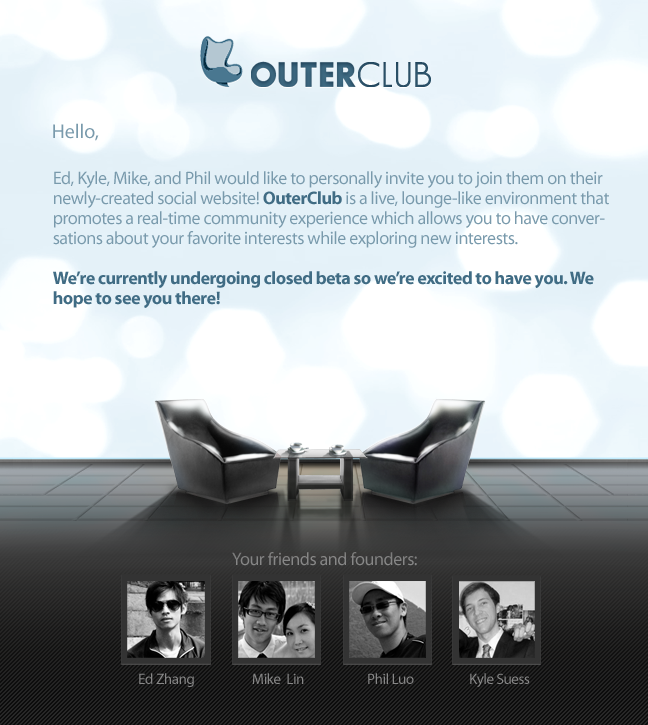 OUTERCLUB
Hello,
Ed, Kyle, Mike, and Phil would like to personally invite you to join them on their
newly-created social website! OuterClub is a live, lounge-like environment that
promotes a real-time community experience which allows you to have conver-
sations about your favorite interests while exploring new interests.
We're currently undergoing closed beta so we're excited to have you. We
hope to see you there!
Your friends and founders:
Ed Zhang Mike Lin Phil Luo Kyle Suess